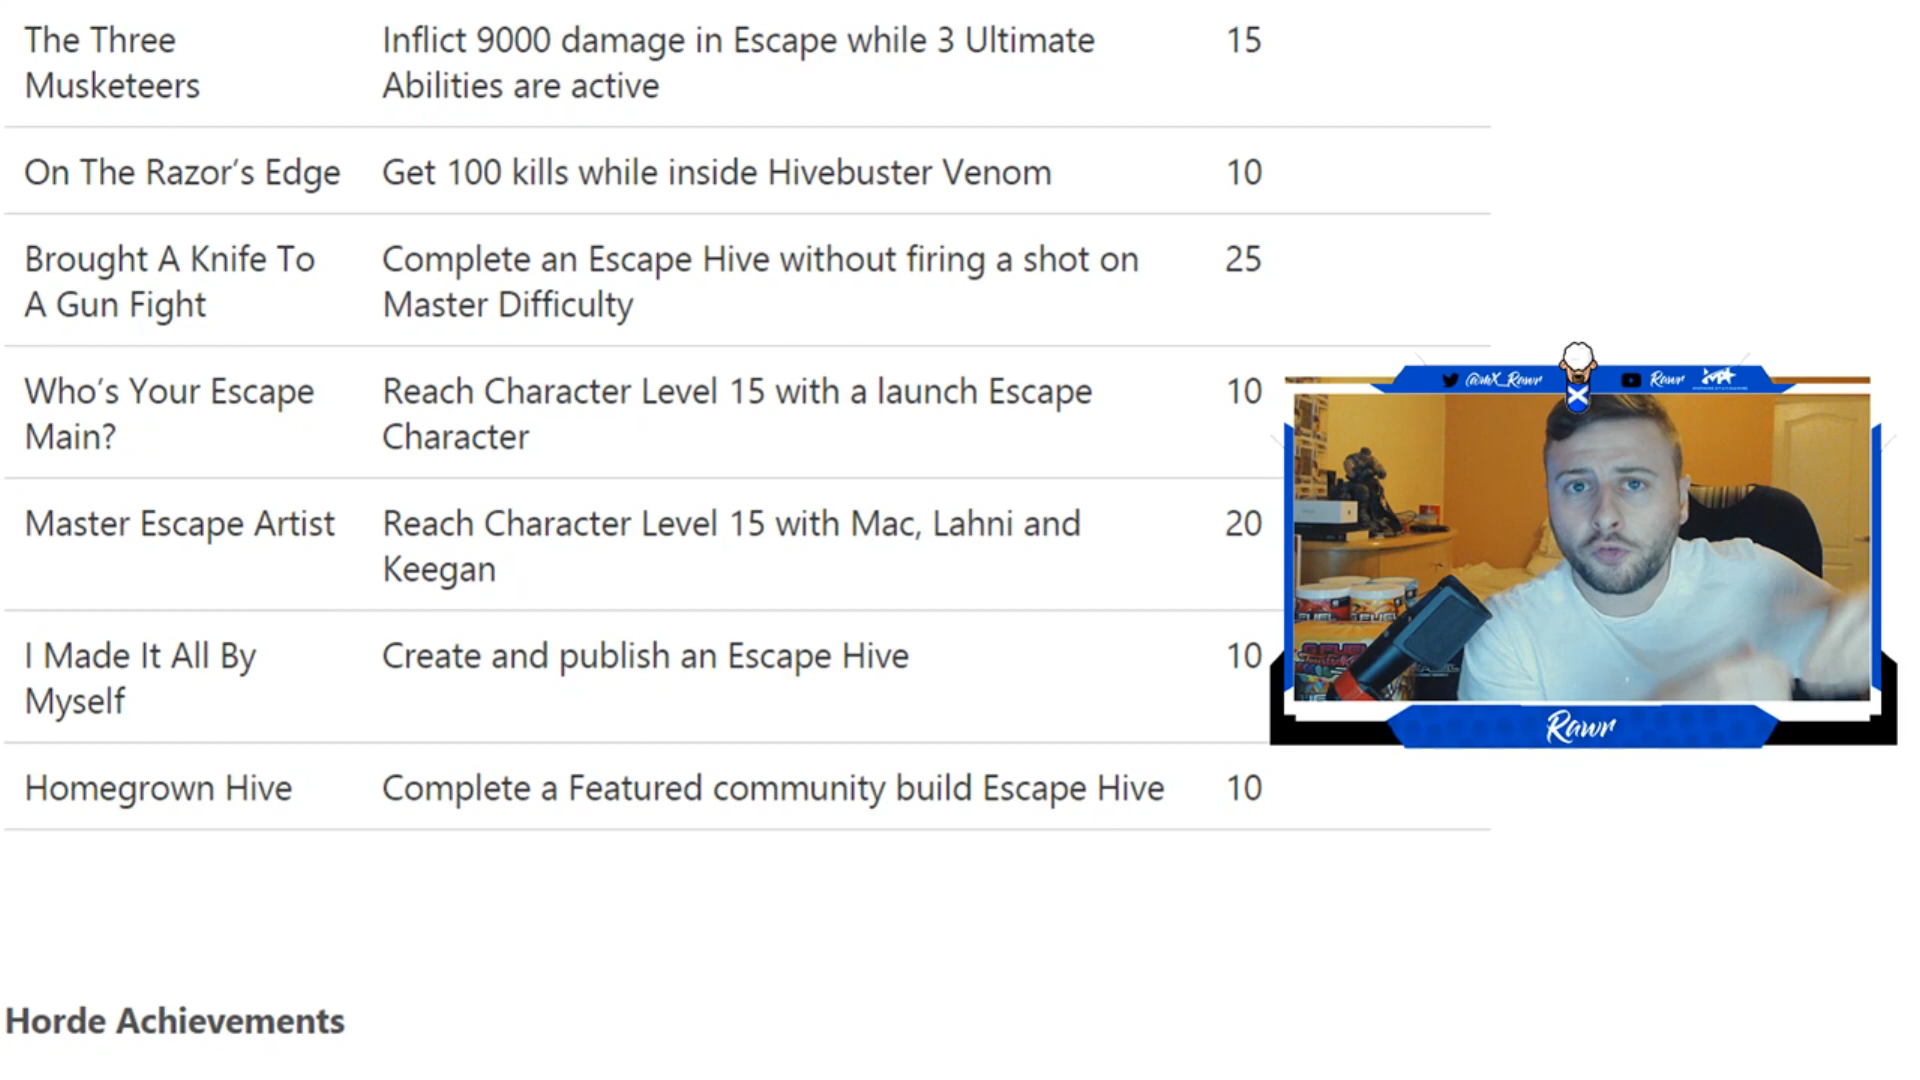 The Three Inflict 9000 damage in Escape while 3 Ultimate 15
Musketeers Abilities are active
On The Razor’s Edge Get 100 kills while inside Hivebuster Venom 10
Brought A Knife To Complete an Escape Hive without firing a shot on 25
A Gun Fight Master Difficulty
Who’s Your Escape Reach Character Level 15 with a launch Escape 10
Main? Character
Master Escape Artist Reach Character Level 15 with Mac, Lahni and 20
Keegan
I Made It All By Create and publish an Escape Hive 10
Myself
Homegrown Hive Complete a Featured community build Escape Hive 10
Horde Achievements
@mX_Rawr Rawr
GFUEL
Rawr